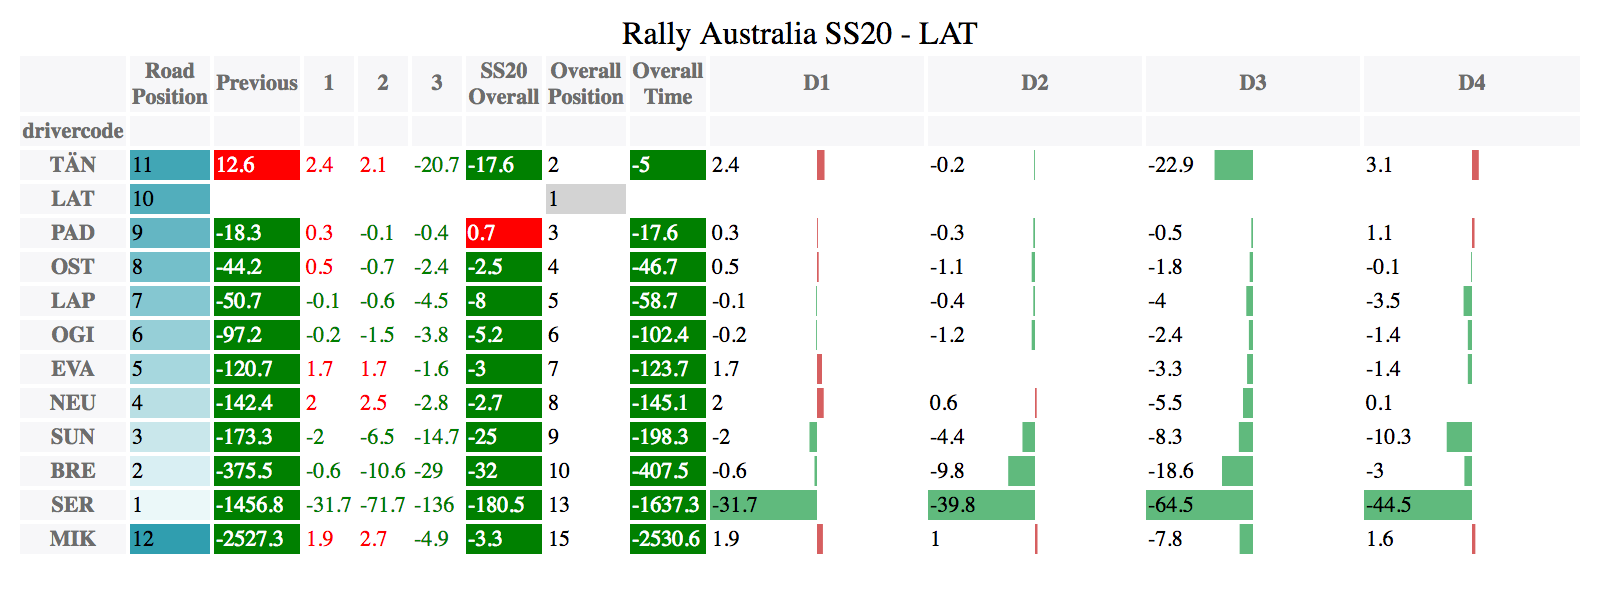 Rally Australia SS20 - LAT
Road Position Previous 1 2 3 SS20 Overall Overall Position Overall Time D1 D2 D3 D4
drivercode
TÄN 11 12.6 2.4 2.1 -20.7 -17.6 2 -5 2.4 -0.2 -22.9 3.1
LAT 10 1
PAD 9 -18.3 0.3 -0.1 -0.4 0.7 3 -17.6 0.3 -0.3 -0.5 1.1
OST 8 -44.2 0.5 -0.7 -2.4 -2.5 4 -46.7 0.5 -1.1 -1.8 -0.1
LAP 7 -50.7 -0.1 -0.6 -4.5 -8 5 -58.7 -0.1 -0.4 -4 -3.5
OGI 6 -97.2 -0.2 -1.5 -3.8 -5.2 6 -102.4 -0.2 -1.2 -2.4 -1.4
EVA 5 -120.7 1.7 1.7 -1.6 -3 7 -123.7 1.7 -3.3 -1.4
NEU 4 -142.4 2 2.5 -2.8 -2.7 8 -145.1 2 0.6 -5.5 0.1
SUN 3 -173.3 -2 -6.5 -14.7 -25 9 -198.3 -2 -4.4 -8.3 -10.3
BRE 2 -375.5 -0.6 -10.6 -29 -32 10 -407.5 -0.6 -9.8 -18.6 -3
SER 1 -1456.8 -31.7 -71.7 -136 -180.5 13 -1637.3 -31.7 -39.8 -64.5 -44.5
MIK 12 -2527.3 1.9 2.7 -4.9 -3.3 15 -2530.6 1.9 1 -7.8 1.6